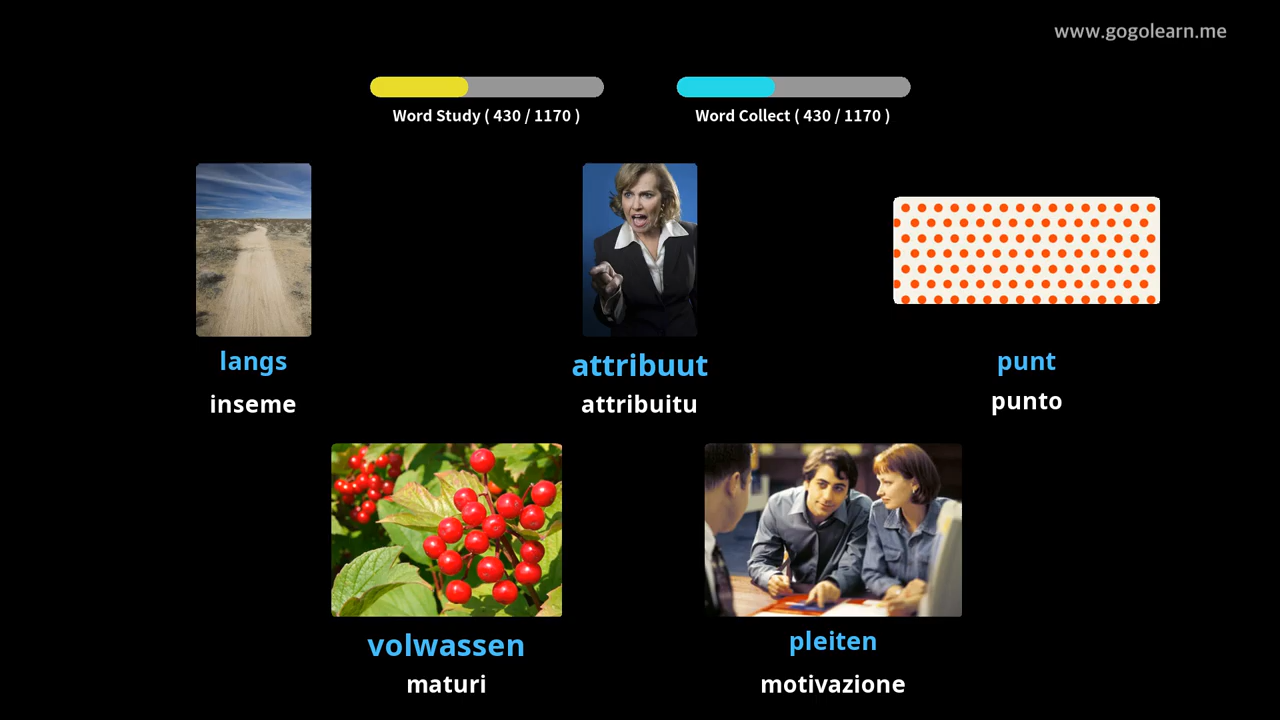 www.gogolearn.me
Word Study ( 430 / 1170 )
Word Collect ( 430 / 1170 )
langs
inseme
attribuut
attribuitu
punt
punto
volwassen
maturi
pleiten
motivazione